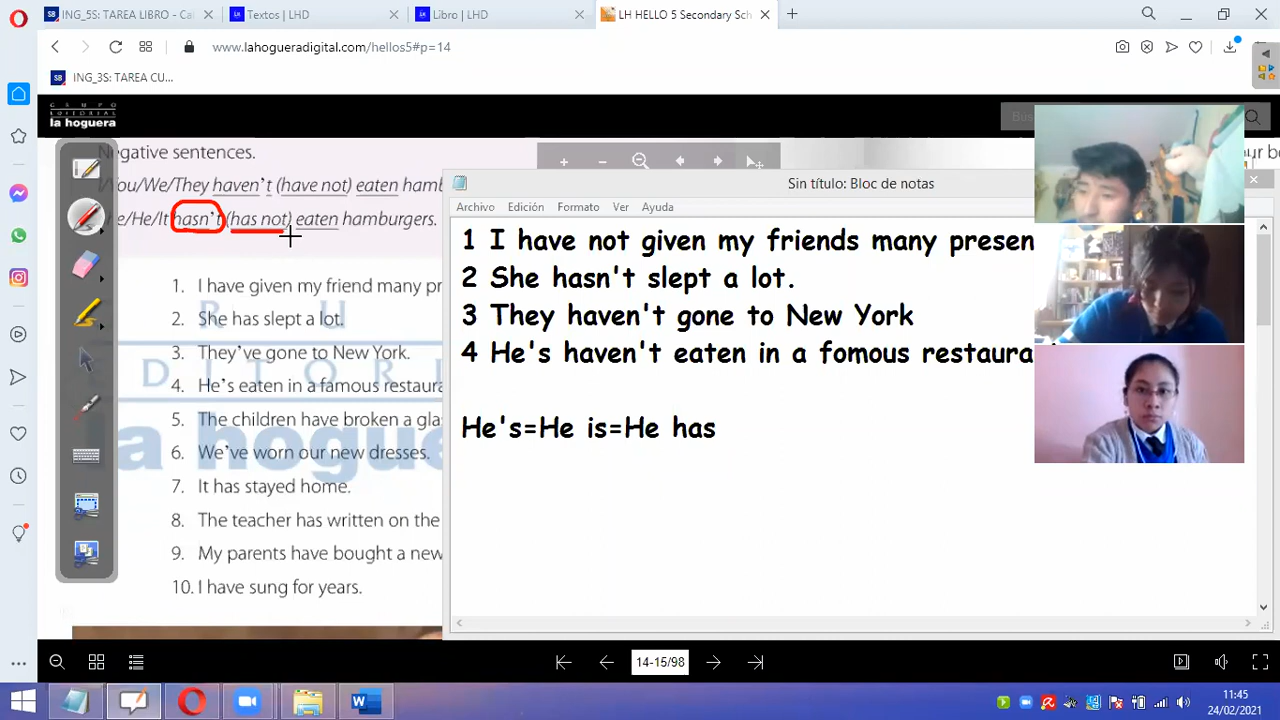 ING_5S: TAREA LIBRO - Cal
Textos | LHD
Libro | LHD
LH HELLO 5 Secondary Sch
www.lahogueradigital.com/hellos5#p=14
ING_3S: TAREA CU...
GRUPO
EDITORIAL
la hoguera
Negative sentences.
I/You/We/They haven't (have not) eaten hamb
e/He/It hasn't (has not) eaten hamburgers.
1. I have given my friend many pr
2. She has slept a lot.
3. They've gone to New York.
4. He's eaten in a famous restaura
5. The children have broken a gla
6. We've worn our new dresses.
7. It has stayed home.
8. The teacher has written on the
9. My parents have bought a new
10. I have sung for years.
Sin título: Bloc de notas
Archivo Edición Formato Ver Ayuda
1 I have not given my friends many presen
2 She hasn't slept a lot.
3 They haven't gone to New York
4 He's haven't eaten in a fomous restaura
He's=He is=He has
14-15/98
11:45
24/02/2021